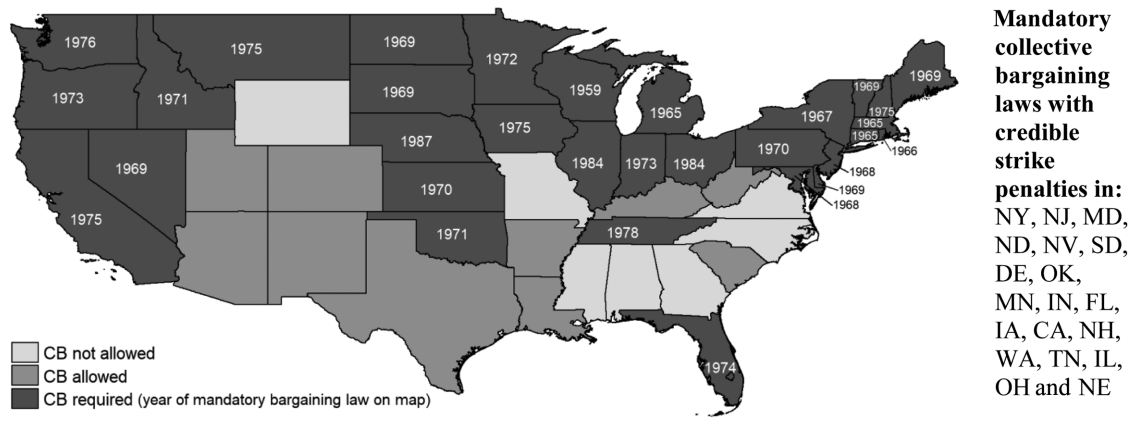 1976
1975
1969
1972
1969
1969
1975
1965
1965
1967
1973
1971
1969
1959
1965
1966
1975
1970
1987
1968
1969
1984
1973
1984
1969
1968
1970
1975
1971
1978
1974
CB not allowed
CB allowed
CB required (year of mandatory bargaining law on map)
Mandatory
collective
bargaining
laws with
credible
strike
penalties in:
NY, NJ, MD,
ND, NV, SD,
DE, OK,
MN, IN, FL,
IA, CA, NH,
WA, TN, IL,
OH and NE